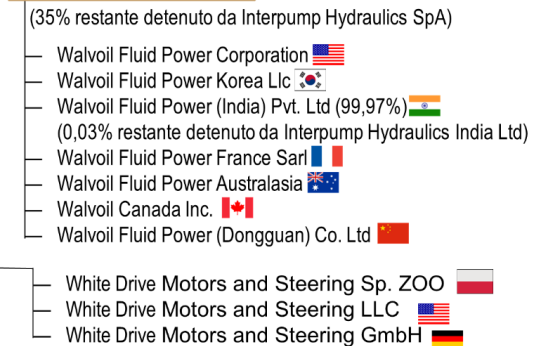 (35% restante detenuto da Interpump Hydraulics SpA)
Walvoil Fluid Power Corporation
Walvoil Fluid Power Korea Llc
Walvoil Fluid Power (India) Pvt. Ltd (99,97%)
(0,03% restante detenuto da Interpump Hydraulics India Ltd)
Walvoil Fluid Power France Sarl
Walvoil Fluid Power Australasia
Walvoil Canada Inc.
Walvoil Fluid Power (Dongguan) Co. Ltd
White Drive Motors and Steering Sp. ZOO
White Drive Motors and Steering LLC
White Drive Motors and Steering GmbH